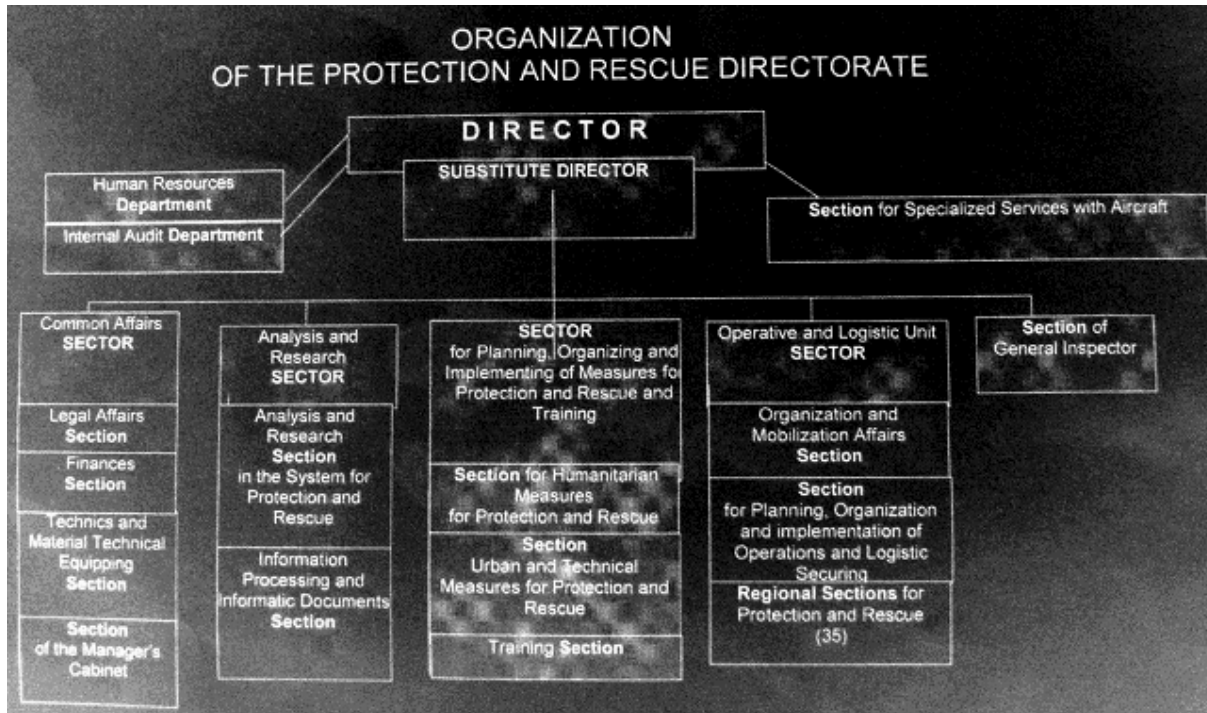 ORGANIZATION
OF THE PROTECTION AND RESCUE DIRECTORATE
DIRECTOR
SUBSTITUTE DIRECTOR
Human Resources
Department
Internal Audit Department
Section for Specialized Services with Aircraft
Common Affairs
SECTOR
Legal Affairs
Section
Finances
Section
Technics and
Material Technical
Equipping
Section
Section
of the Manager's
Cabinet
Analysis and
Research
SECTOR
Analysis and
Research
Section
in the System for
Protection and
Rescue
Information
Processing and
Informatic Documents
Section
SECTOR
for Planning, Organizing and
Implementing of Measures for
Protection and Rescue and
Training
Section for Humanitarian
Measures
for Protection and Rescue
Section
Urban and Technical
Measures for Protection and
Rescue
Training Section
Operative and Logistic Unit
SECTOR
Organization and
Mobilization Affairs
Section
Section
for Planning, Organization
and implementation of
Operations and Logistic
Securing
Regional Sections for
Protection and Rescue
(35)
Section of
General Inspector